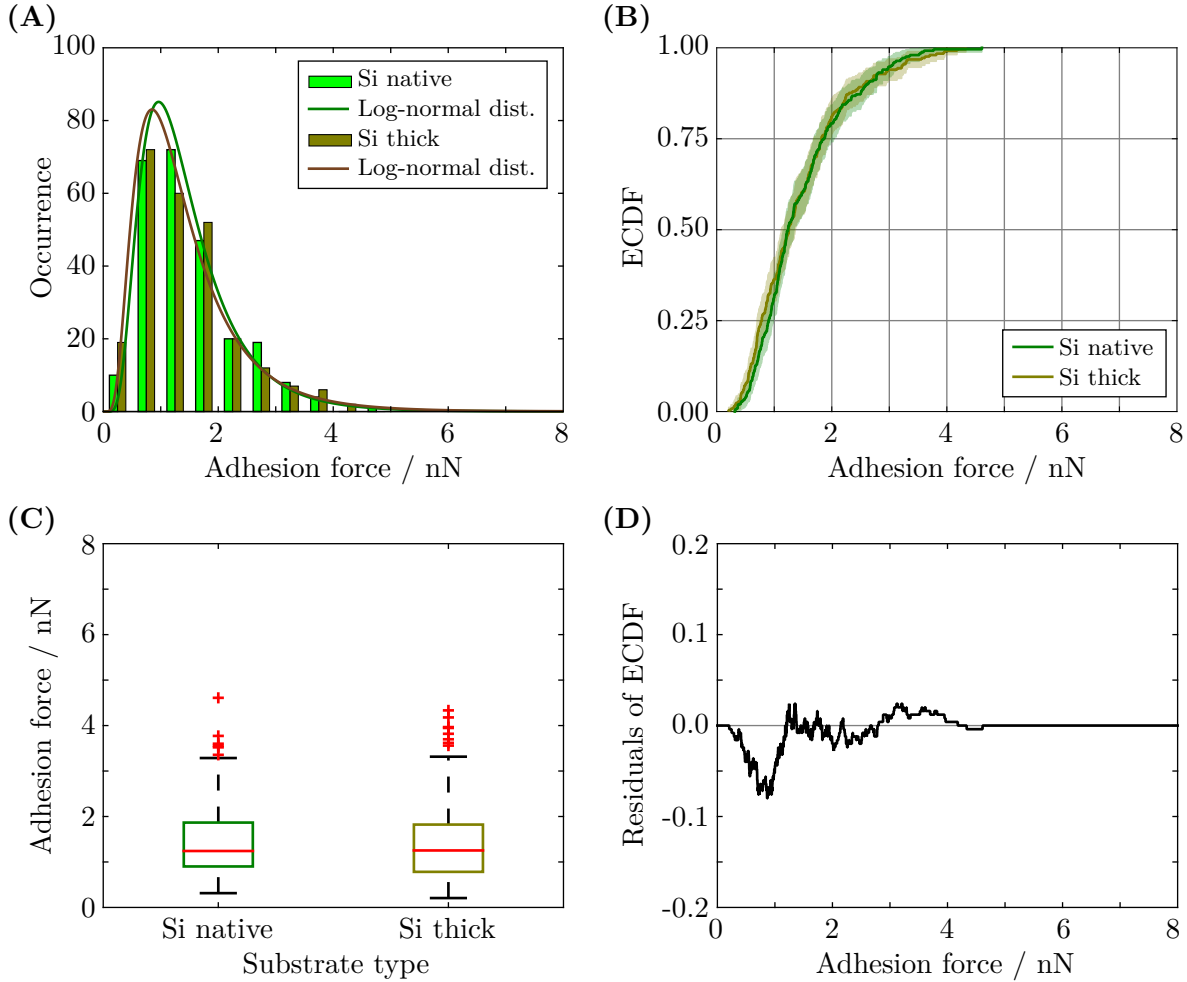 (A)
100
80
60
40
20
0
0
2
4
6
8
Occurrence
Adhesion force / nN
Si native
Log-normal dist.
Si thick
Log-normal dist.
(B)
1.00
0.75
0.50
0.25
0.00
0
2
4
6
8
ECDF
Adhesion force / nN
Si native
Si thick
(C)
8
6
4
2
0
Adhesion force / nN
Si native
Si thick
Substrate type
(D)
0.2
0.1
0.0
-0.1
-0.2
0
2
4
6
8
Residuals of ECDF
Adhesion force / nN